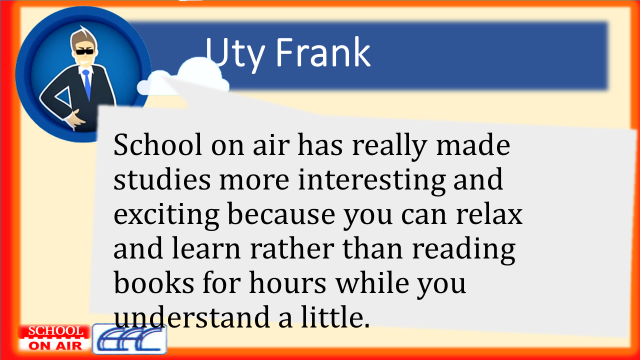 Uty Frank
School on air has really made
studies more interesting and
exciting because you can relax
and learn rather than reading
books for hours while you
understand a little.
SCHOOL
ON AIR